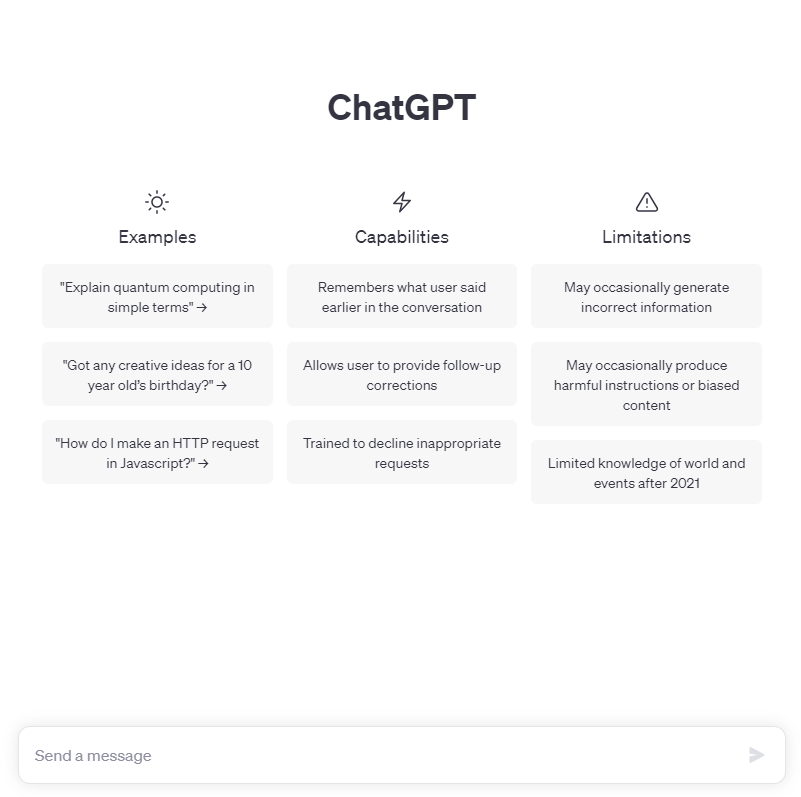 ChatGPT
Examples
"Explain quantum computing in
simple terms" →
"Got any creative ideas for a 10
year old's birthday?" →
"How do I make an HTTP request
in Javascript?" →
Capabilities
Remembers what user said
earlier in the conversation
Allows user to provide follow-up
corrections
Trained to decline inappropriate
requests
Limitations
May occasionally generate
incorrect information
May occasionally produce
harmful instructions or biased
content
Limited knowledge of world and
events after 2021
Send a message